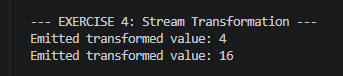 --- EXERCISE 4: Stream Transformation ---
Emitted transformed value: 4
Emitted transformed value: 16